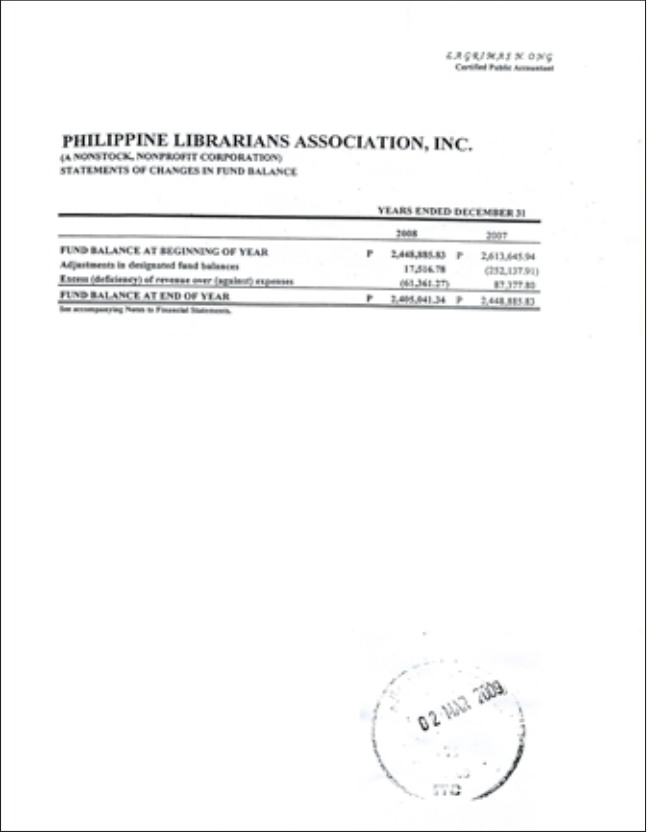 LAGRIMAS N. ONG
Certified Public Accountant
PHILIPPINE LIBRARIANS ASSOCIATION, INC.
(A NONSTOCK, NONPROFIT CORPORATION)
STATEMENTS OF CHANGES IN FUND BALANCE
YEARS ENDED DECEMBER 31
2008 2007
FUND BALANCE AT BEGINNING OF YEAR P 2,448,885.83 P 2,613,645.94
Adjustments in designated fund balances 17,516.78 (252,137.91)
Excess (deficiency) of revenue over (against) expenses (61,361.27) 87,377.80
FUND BALANCE AT END OF YEAR P 2,405,041.34 P 2,448,885.83
See accompanying Notes to Financial Statements.
02 MAR 2009